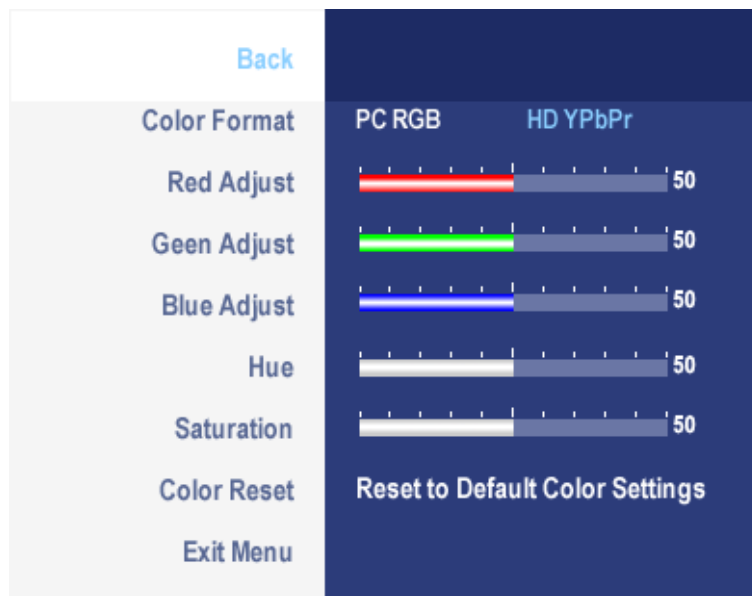 Back
Color Format PC RGB HD YPbPr
Red Adjust 50
Geen Adjust 50
Blue Adjust 50
Hue 50
Saturation 50
Color Reset Reset to Default Color Settings
Exit Menu